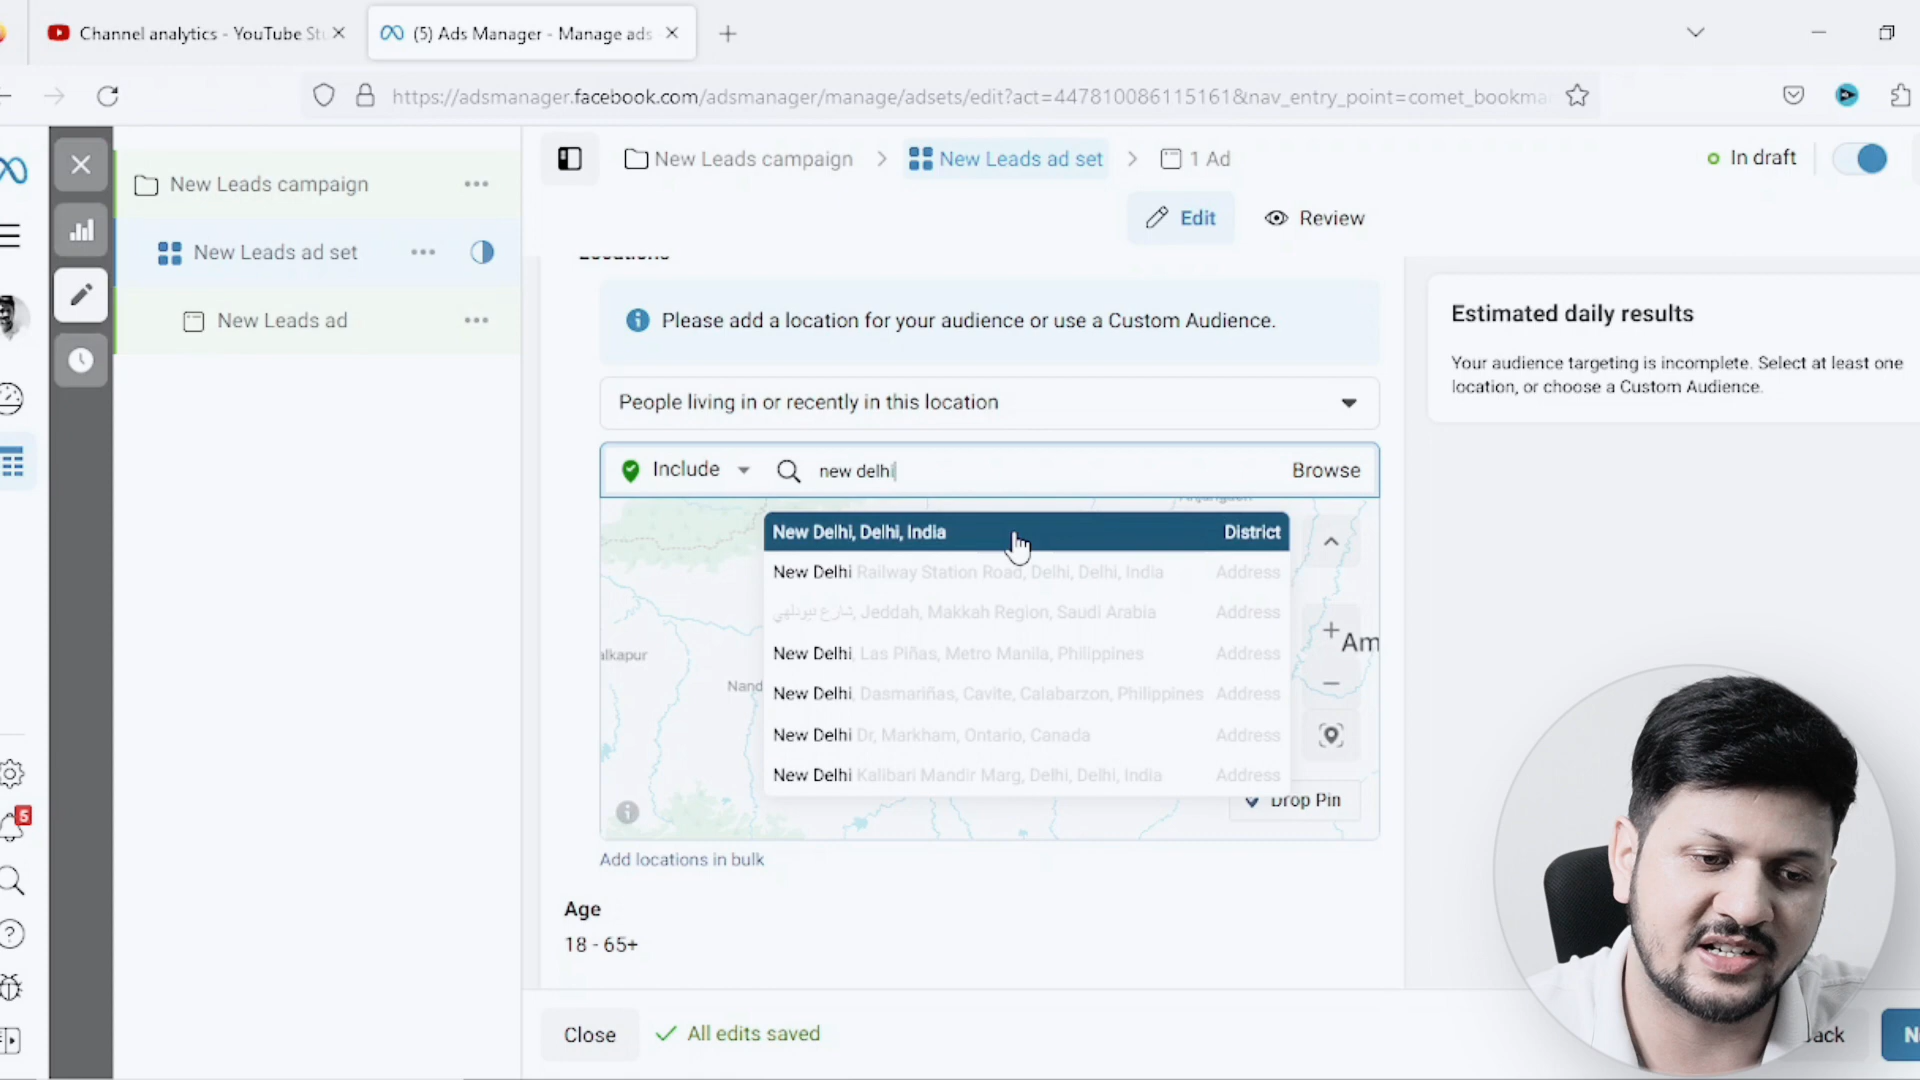 Channel analytics - YouTube Stu
(5) Ads Manager - Manage ads
https://adsmanager.facebook.com/adsmanager/manage/adsets/edit?act=447810086115161&nav_entry_point=comet_bookma
New Leads campaign
New Leads ad set
1 Ad
In draft
New Leads campaign
New Leads ad set
New Leads ad
Edit
Review
Locations
Please add a location for your audience or use a Custom Audience.
People living in or recently in this location
Include
new delhi
Browse
New Delhi, Delhi, India District
New Delhi Railway Station Road, Delhi, Delhi, India Address
Jeddah, Makkah Region, Saudi Arabia Address
New Delhi, Las Piñas, Metro Manila, Philippines Address
New Delhi, Dasmariñas, Cavite, Calabarzon, Philippines Address
New Delhi Dr, Markham, Ontario, Canada Address
New Delhi Kalibari Mandir Marg, Delhi, Delhi, India Address
alkapur
Nand
Am
Drop Pin
Add locations in bulk
Age
18 - 65+
Close
All edits saved
ack
Estimated daily results
Your audience targeting is incomplete. Select at least one
location, or choose a Custom Audience.
5